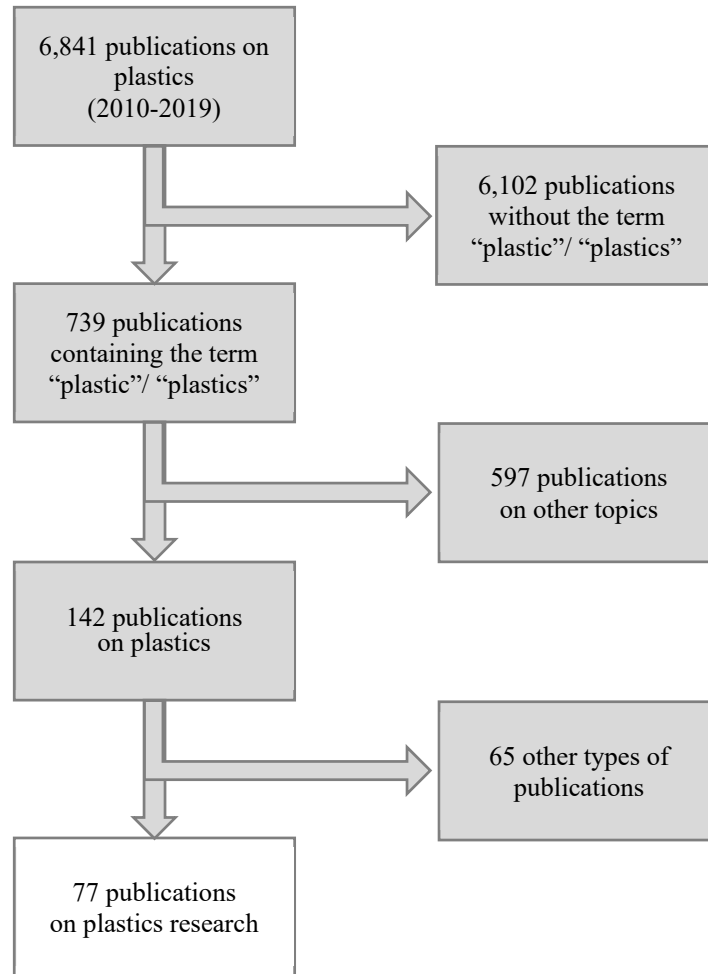 6,841 publications on
plastics
(2010-2019)
6,102 publications
without the term
“plastic”/ “plastics”
739 publications
containing the term
“plastic”/ “plastics”
597 publications
on other topics
142 publications
on plastics
65 other types of
publications
77 publications
on plastics research